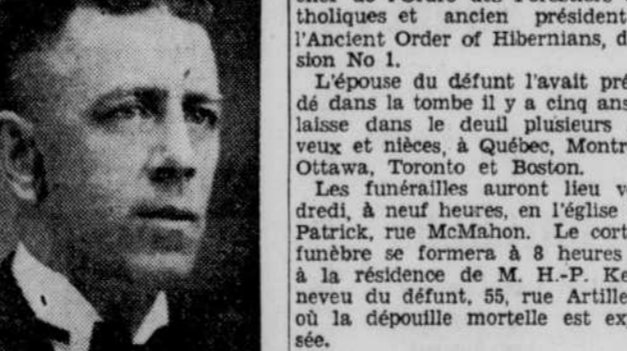 tholiques et ancien président
l'Ancient Order of Hibernians, d
sion No 1.
L'épouse du défunt l'avait pré
dé dans la tombe il y a cinq ans
laisse dans le deuil plusieurs
veux et nièces, à Québec, Montr
Ottawa, Toronto et Boston.
Les funérailles auront lieu v
dredi, à neuf heures, en l'église
Patrick, rue McMahon. Le cort
funèbre se formera à 8 heures
à la résidence de M. H.-P. Ke
neveu du défunt, 55, rue Artille
où la dépouille mortelle est ex
sée.